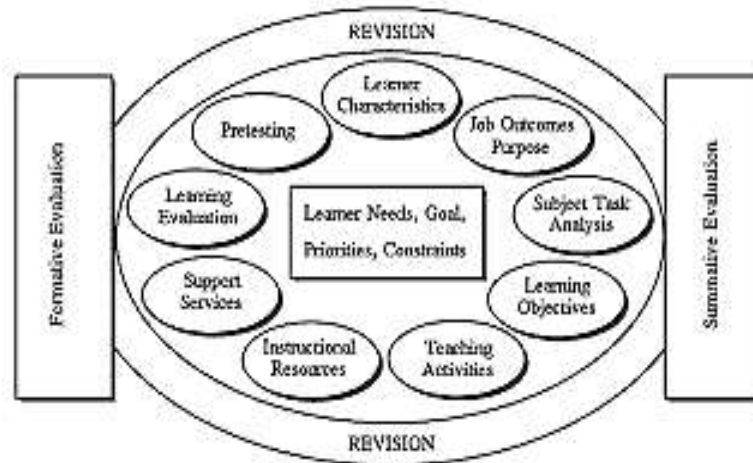 REVISION
Learner
Characteristics
Pretesting
Job Outcomes
Purpose
Learning
Evaluation
Learner Needs, Goal,
Priorities, Constraints
Subject Task
Analysis
Support
Services
Learning
Objectives
Instructional
Resources
Teaching
Activities
REVISION
Formative Evaluation
Summative Evaluation